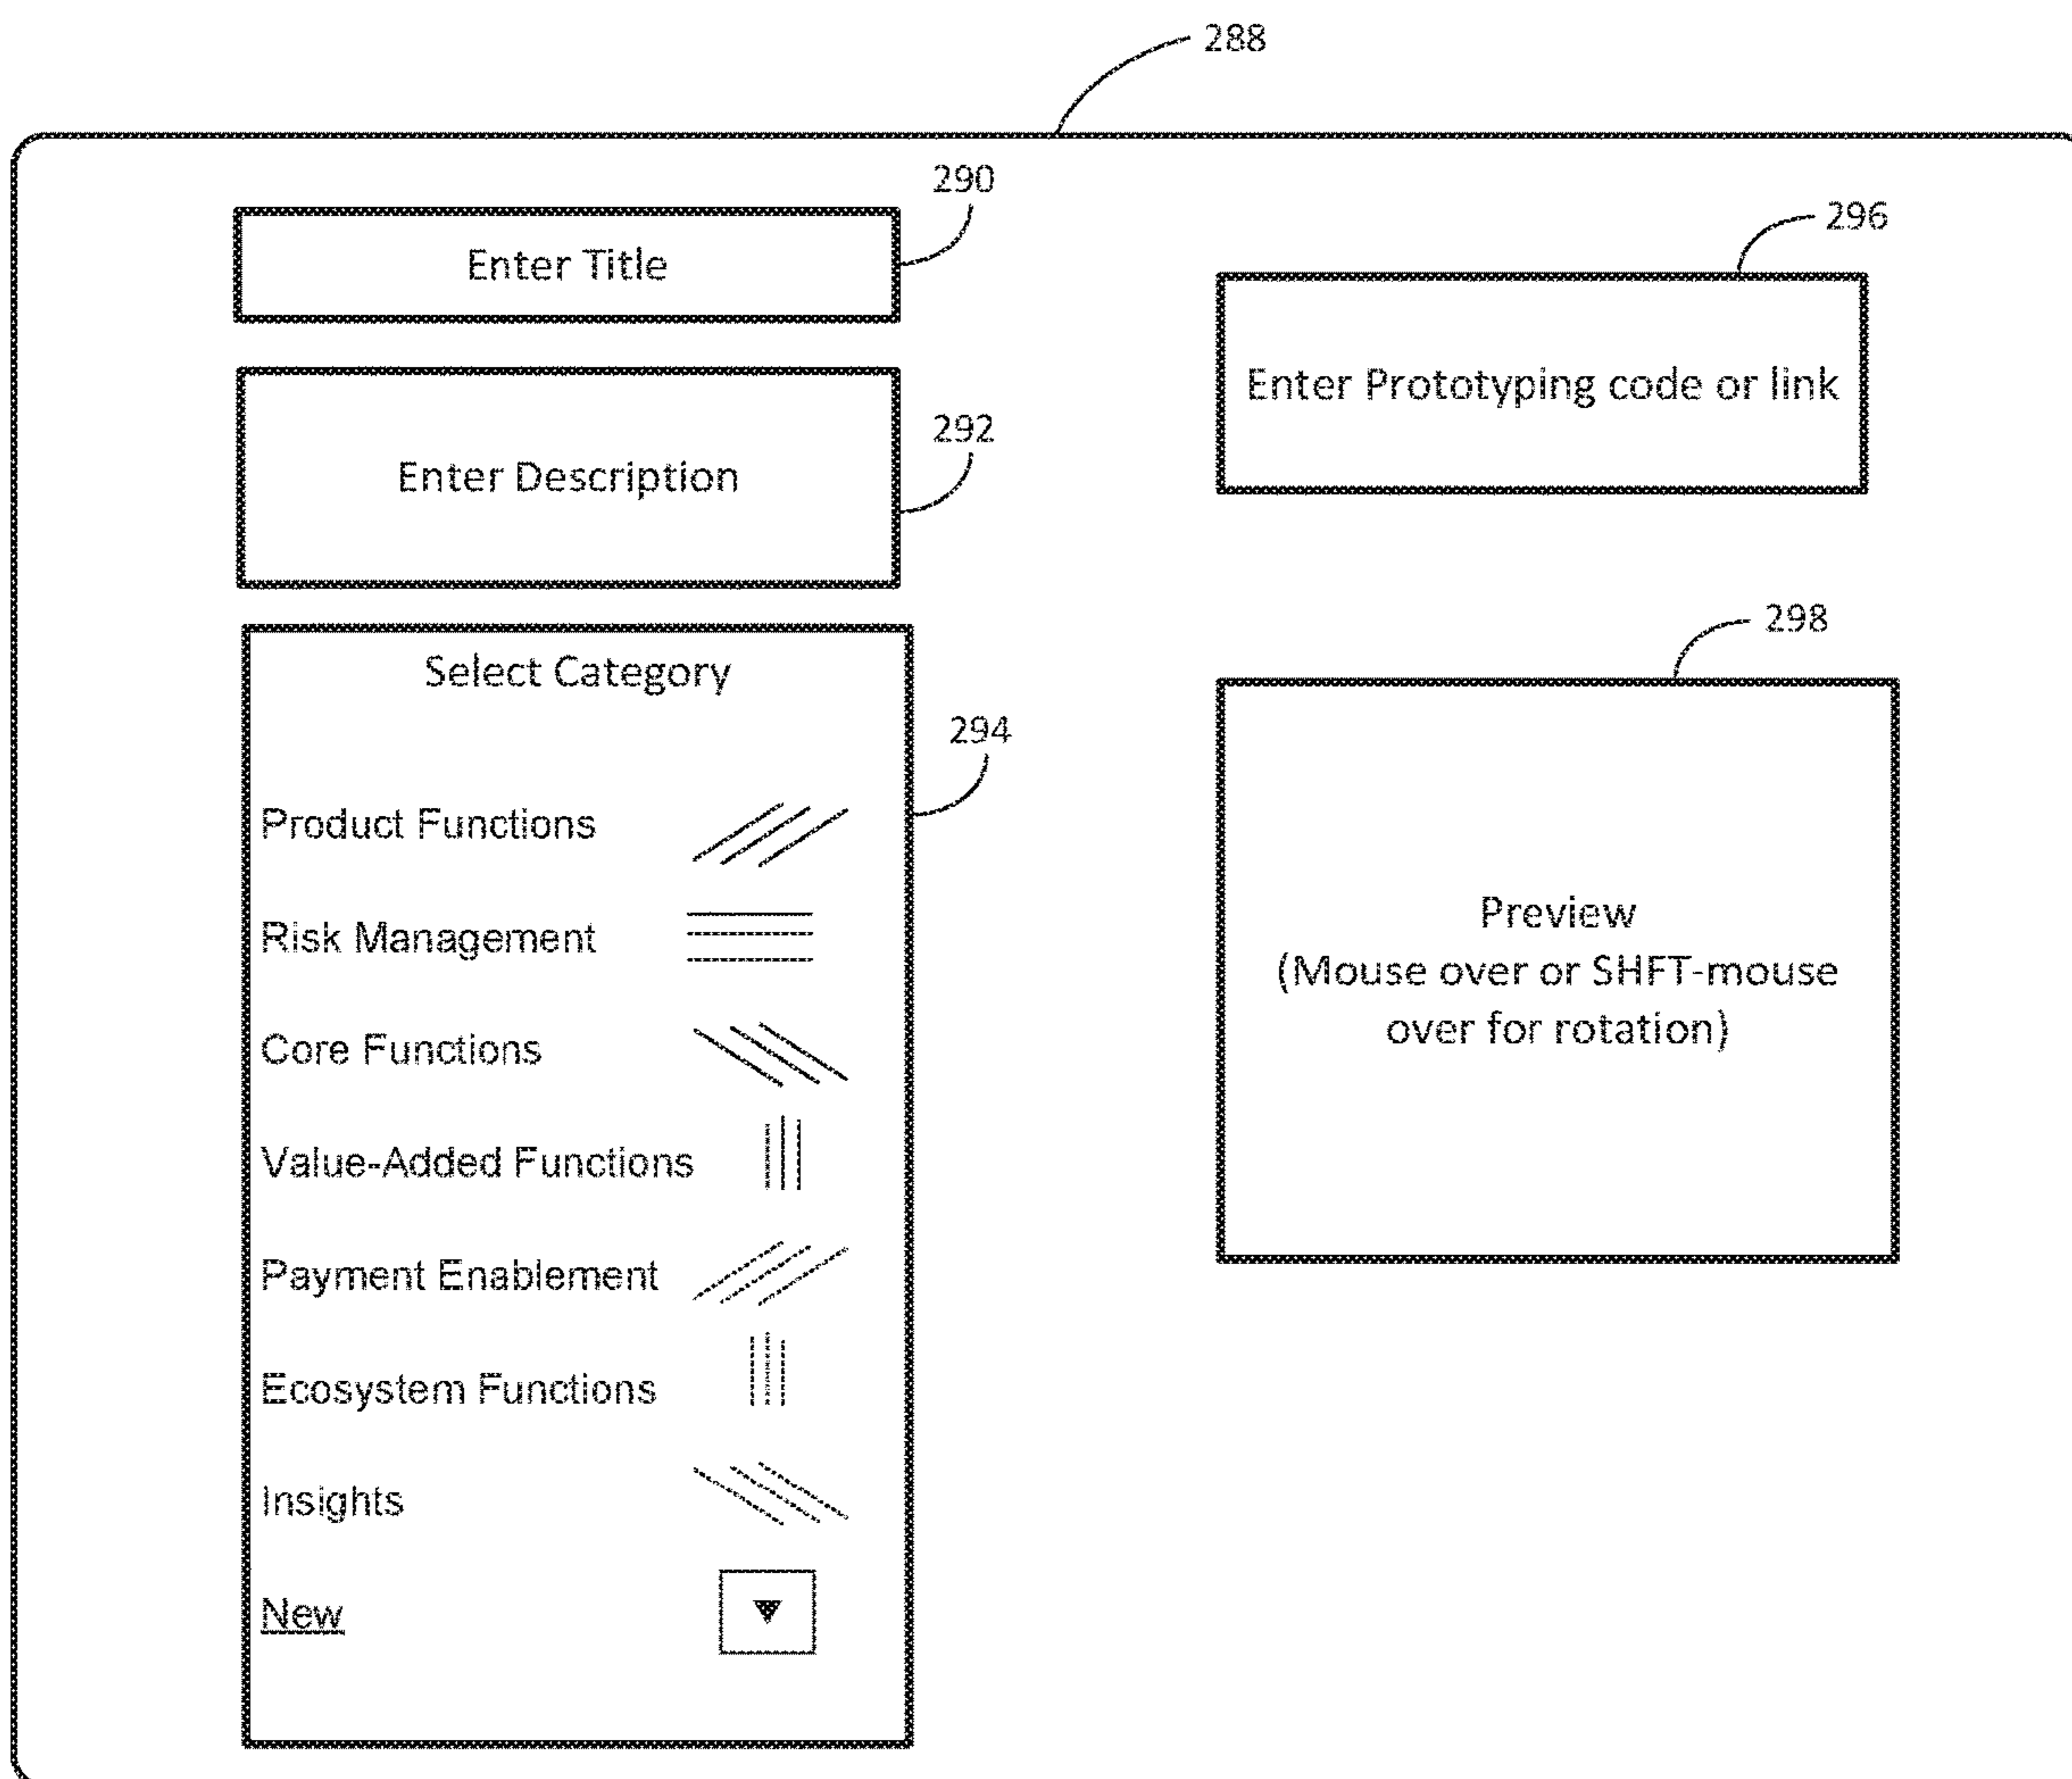 288
290
Enter Title
292
Enter Description
Select Category
294
Product Functions
Risk Management
Core Functions
Value-Added Functions
Payment Enablement
Ecosystem Functions
Insights
New
296
Enter Prototyping code or link
298
Preview
(Mouse over or SHFT-mouse
over for rotation)